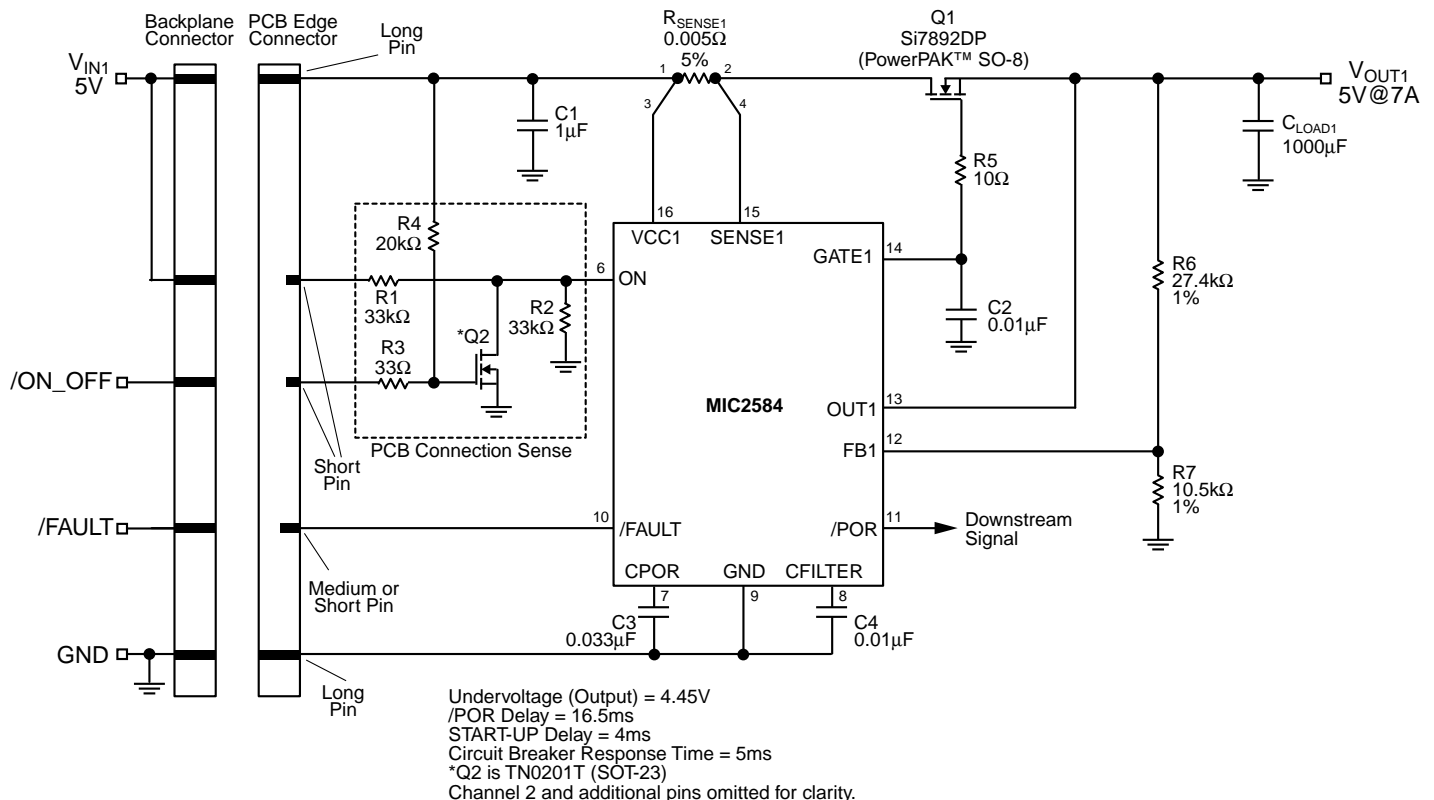 Backplane
Connector
PCB Edge
Connector
Long
Pin
RSENSE1
0.005Ω
5%
Q1
Si7892DP
(PowerPAK™ SO-8)
VIN1
5V
1
2
3
4
C1
1µF
VOUT1
5V@7A
CLOAD1
1000µF
R5
10Ω
R4
20kΩ
16
15
VCC1
SENSE1
GATE1
14
6
ON
R1
33kΩ
R2
33kΩ
R6
27.4kΩ
1%
C2
0.01µF
*Q2
R3
33Ω
/ON_OFF
MIC2584
OUT1
13
FB1
12
PCB Connection Sense
Short
Pin
R7
10.5kΩ
1%
/FAULT
10
/FAULT
/POR
11
Downstream
Signal
CPOR
GND
CFILTER
7
9
8
Medium or
Short Pin
C3
0.033µF
C4
0.01µF
GND
Long
Pin
Undervoltage (Output) = 4.45V
/POR Delay = 16.5ms
START-UP Delay = 4ms
Circuit Breaker Response Time = 5ms
*Q2 is TN0201T (SOT-23)
Channel 2 and additional pins omitted for clarity.